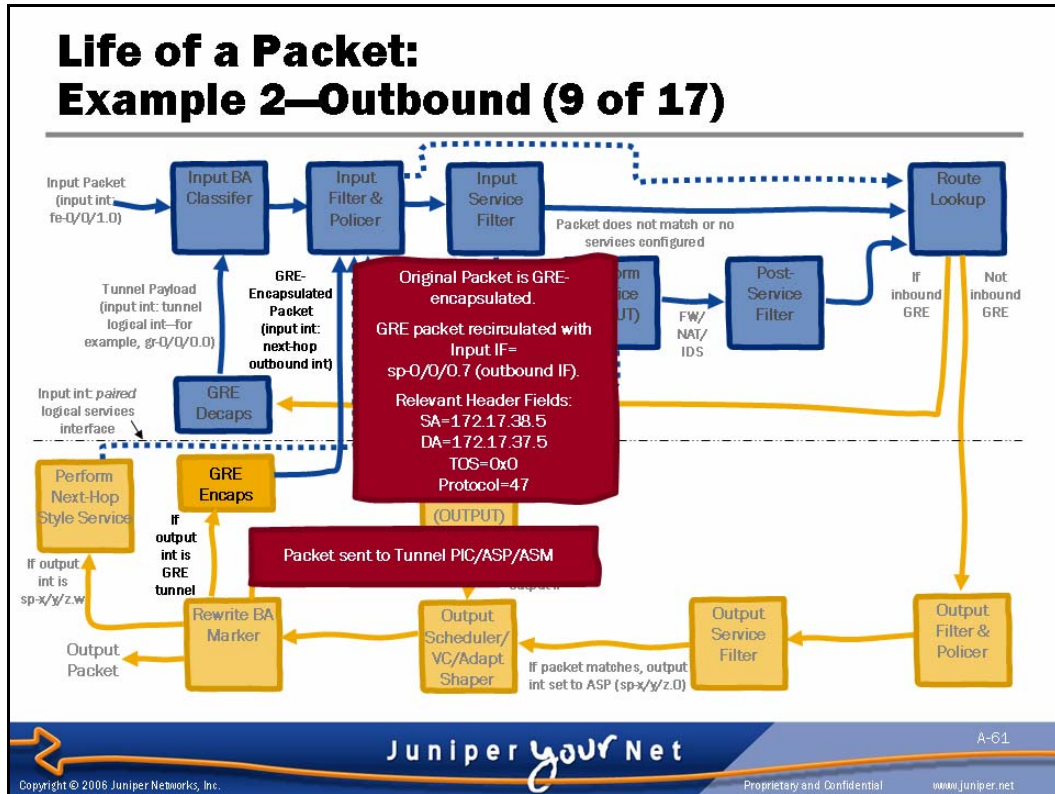 Life of a Packet:
Example 2—Outbound (9 of 17)
Input Packet
(input int:
fe-0/0/1.0)
Input BA
Classifer
Input
Filter &
Policer
Input
Service
Filter
Route
Lookup
Packet does not match or no
services configured
Tunnel Payload
(input int: tunnel
logical int—for
example, gr-0/0/0.0)
GRE-
Encapsulated
Packet
(input int:
next-hop
outbound int)
Original Packet is GRE-
encapsulated.
GRE packet recirculated with
Input IF=
sp-0/0/0.7 (outbound IF).
Relevant Header Fields:
SA=172.17.38.5
DA=172.17.37.5
TOS=0x0
Protocol=47
FW/
NAT/
IDS
Post-
Service
Filter
If
inbound
GRE
Not
inbound
GRE
Input int: paired
logical services
interface
GRE
Decaps
Perform
Next-Hop
Style Service
GRE
Encaps
(OUTPUT)
If
output
int is
GRE
tunnel
Packet sent to Tunnel PIC/ASP/ASM
If output
int is
sp-x/y/z.w
Rewrite BA
Marker
Output
Packet
Output
Scheduler/
VC/Adapt
Shaper
If packet matches, output
int set to ASP (sp-x/y/z.0)
Output
Service
Filter
Output
Filter &
Policer
Juniper your Net
A-61
Copyright © 2006 Juniper Networks, Inc.
Proprietary and Confidential
www.juniper.net